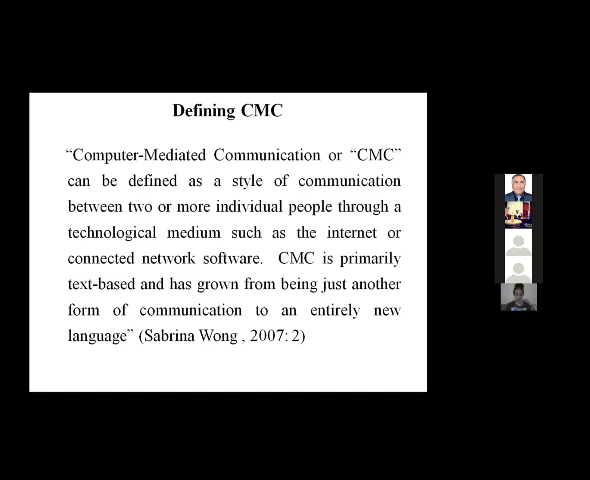 Defining CMC
“Computer-Mediated Communication or “CMC”
can be defined as a style of communication
between two or more individual people through a
technological medium such as the internet or
connected network software.  CMC is primarily
text-based and has grown from being just another
form of communication to an entirely new
language” (Sabrina Wong , 2007: 2)